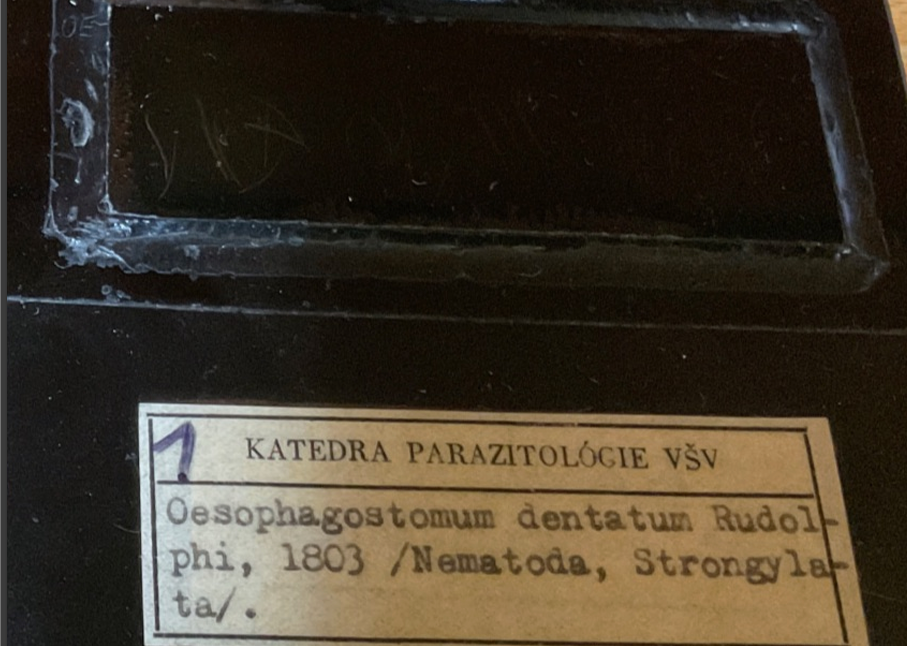 1
KATEDRA PARAZITOLÓGIE VŠV
Oesophagostomum dentatum Rudol-
phi, 1803 /Nematoda, Strongyla-
ta/.